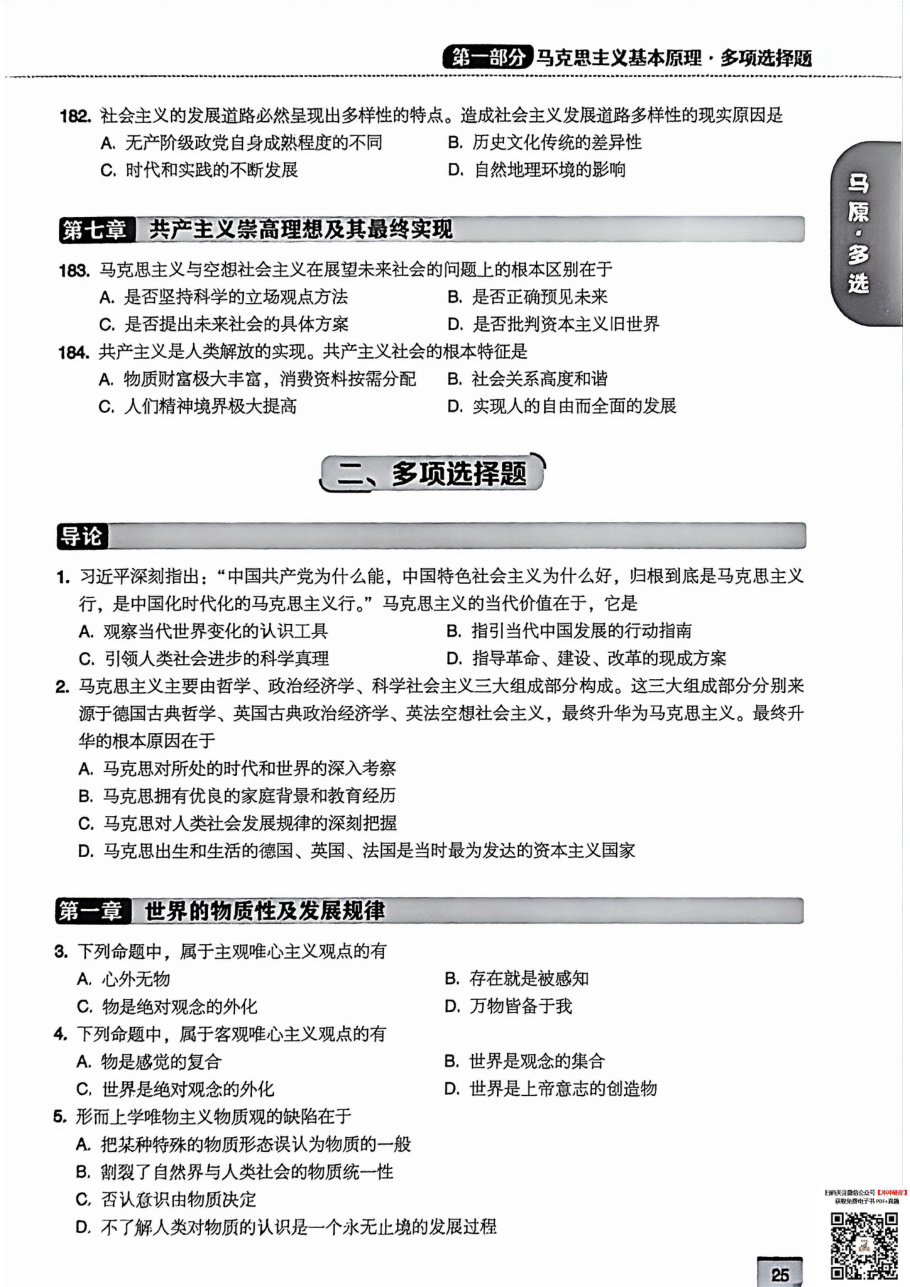 第一部分 马克思主义基本原理·多项选择题
182. 社会主义的发展道路必然呈现出多样性的特点。造成社会主义发展道路多样性的现实原因是
A. 无产阶级政党自身成熟程度的不同 B. 历史文化传统的差异性
C. 时代和实践的不断发展 D. 自然地理环境的影响
马原·多选
第七章 共产主义崇高理想及其最终实现
183. 马克思主义与空想社会主义在展望未来社会的问题上的根本区别在于
A. 是否坚持科学的立场观点方法 B. 是否正确预见未来
C. 是否提出未来社会的具体方案 D. 是否批判资本主义旧世界
184. 共产主义是人类解放的实现。共产主义社会的根本特征是
A. 物质财富极大丰富，消费资料按需分配 B. 社会关系高度和谐
C. 人们精神境界极大提高 D. 实现人的自由而全面的发展
二、多项选择题
导论
1. 习近平深刻指出：“中国共产党为什么能，中国特色社会主义为什么好，归根到底是马克思主义
行，是中国化时代化的马克思主义行。”马克思主义的当代价值在于，它是
A. 观察当代世界变化的认识工具 B. 指引当代中国发展的行动指南
C. 引领人类社会进步的科学真理 D. 指导革命、建设、改革的现成方案
2. 马克思主义主要由哲学、政治经济学、科学社会主义三大组成部分构成。这三大组成部分分别来
源于德国古典哲学、英国古典政治经济学、英法空想社会主义，最终升华为马克思主义。最终升
华的根本原因在于
A. 马克思对所处的时代和世界的深入考察
B. 马克思拥有优良的家庭背景和教育经历
C. 马克思对人类社会发展规律的深刻把握
D. 马克思出生和生活的德国、英国、法国是当时最为发达的资本主义国家
第一章 世界的物质性及发展规律
3. 下列命题中，属于主观唯心主义观点的有
A. 心外无物 B. 存在就是被感知
C. 物是绝对观念的外化 D. 万物皆备于我
4. 下列命题中，属于客观唯心主义观点的有
A. 物是感觉的复合 B. 世界是观念的集合
C. 世界是绝对观念的外化 D. 世界是上帝意志的创造物
5. 形而上学唯物主义物质观的缺陷在于
A. 把某种特殊的物质形态误认为物质的一般
B. 割裂了自然界与人类社会的物质统一性
C. 否认意识由物质决定
D. 不了解人类对物质的认识是一个永无止境的发展过程
扫码关注微信公众号【冲冲研资】
获取免费电子书PDF+真题
25